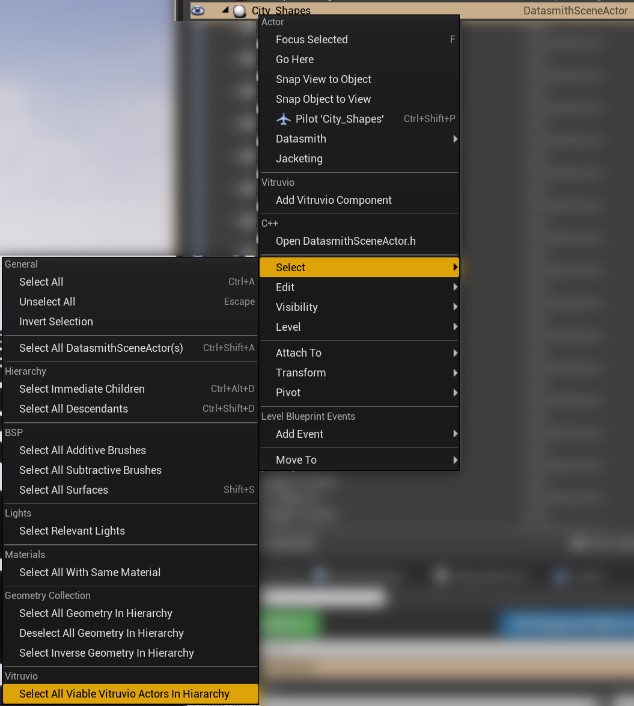 City_Shapes DatasmithSceneActor
Actor
Focus Selected F
Go Here
Snap View to Object
Snap Object to View
Pilot 'City_Shapes' Ctrl+Shift+P
Datasmith
Jacketing
Vitruvio
Add Vitruvio Component
C++
Open DatasmithSceneActor.h
Select
Edit
Visibility
Level
Attach To
Transform
Pivot
Level Blueprint Events
Add Event
Move To
General
Select All Ctrl+A
Unselect All Escape
Invert Selection
Select All DatasmithSceneActor(s) Ctrl+Shift+A
Hierarchy
Select Immediate Children Ctrl+Alt+D
Select All Descendants Ctrl+Shift+D
BSP
Select All Additive Brushes
Select All Subtractive Brushes
Select All Surfaces Shift+S
Lights
Select Relevant Lights
Materials
Select All With Same Material
Geometry Collection
Select All Geometry In Hierarchy
Deselect All Geometry In Hierarchy
Select Inverse Geometry In Hierarchy
Vitruvio
Select All Viable Vitruvio Actors In Hiararchy